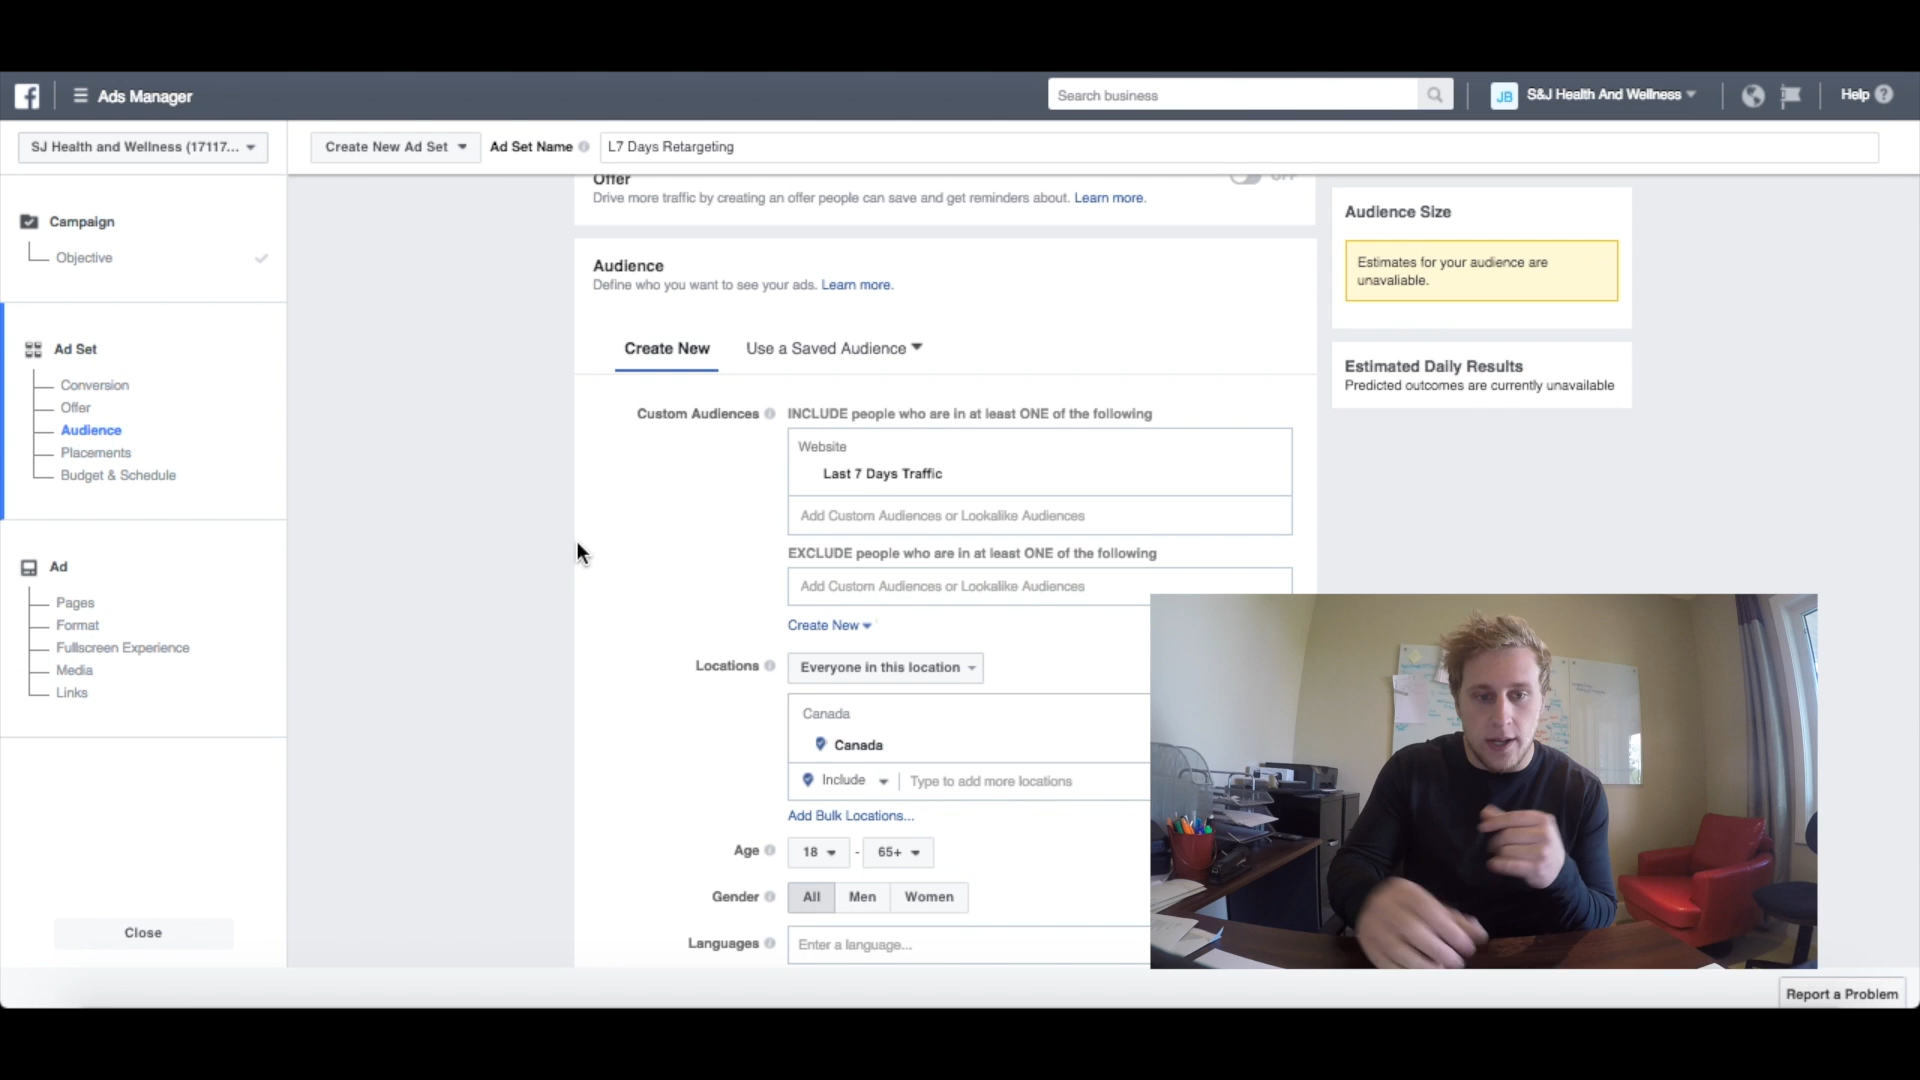 Ads Manager
Search business
JB
S&J Health And Wellness
Help
SJ Health and Wellness (17117...
Create New Ad Set
Ad Set Name
L7 Days Retargeting
Campaign
Objective
Ad Set
Conversion
Offer
Audience
Placements
Budget & Schedule
Ad
Pages
Format
Fullscreen Experience
Media
Links
Close
Offer
OFF
Drive more traffic by creating an offer people can save and get reminders about. Learn more.
Audience
Define who you want to see your ads. Learn more.
Create New
Use a Saved Audience
Custom Audiences
INCLUDE people who are in at least ONE of the following
Website
Last 7 Days Traffic
Add Custom Audiences or Lookalike Audiences
EXCLUDE people who are in at least ONE of the following
Add Custom Audiences or Lookalike Audiences
Create New
Locations
Everyone in this location
Canada
Canada
Include
Type to add more locations
Add Bulk Locations...
Age
18 - 65+
Gender
All
Men
Women
Languages
Enter a language...
Audience Size
Estimates for your audience are
unavaliable.
Estimated Daily Results
Predicted outcomes are currently unavailable
Report a Problem